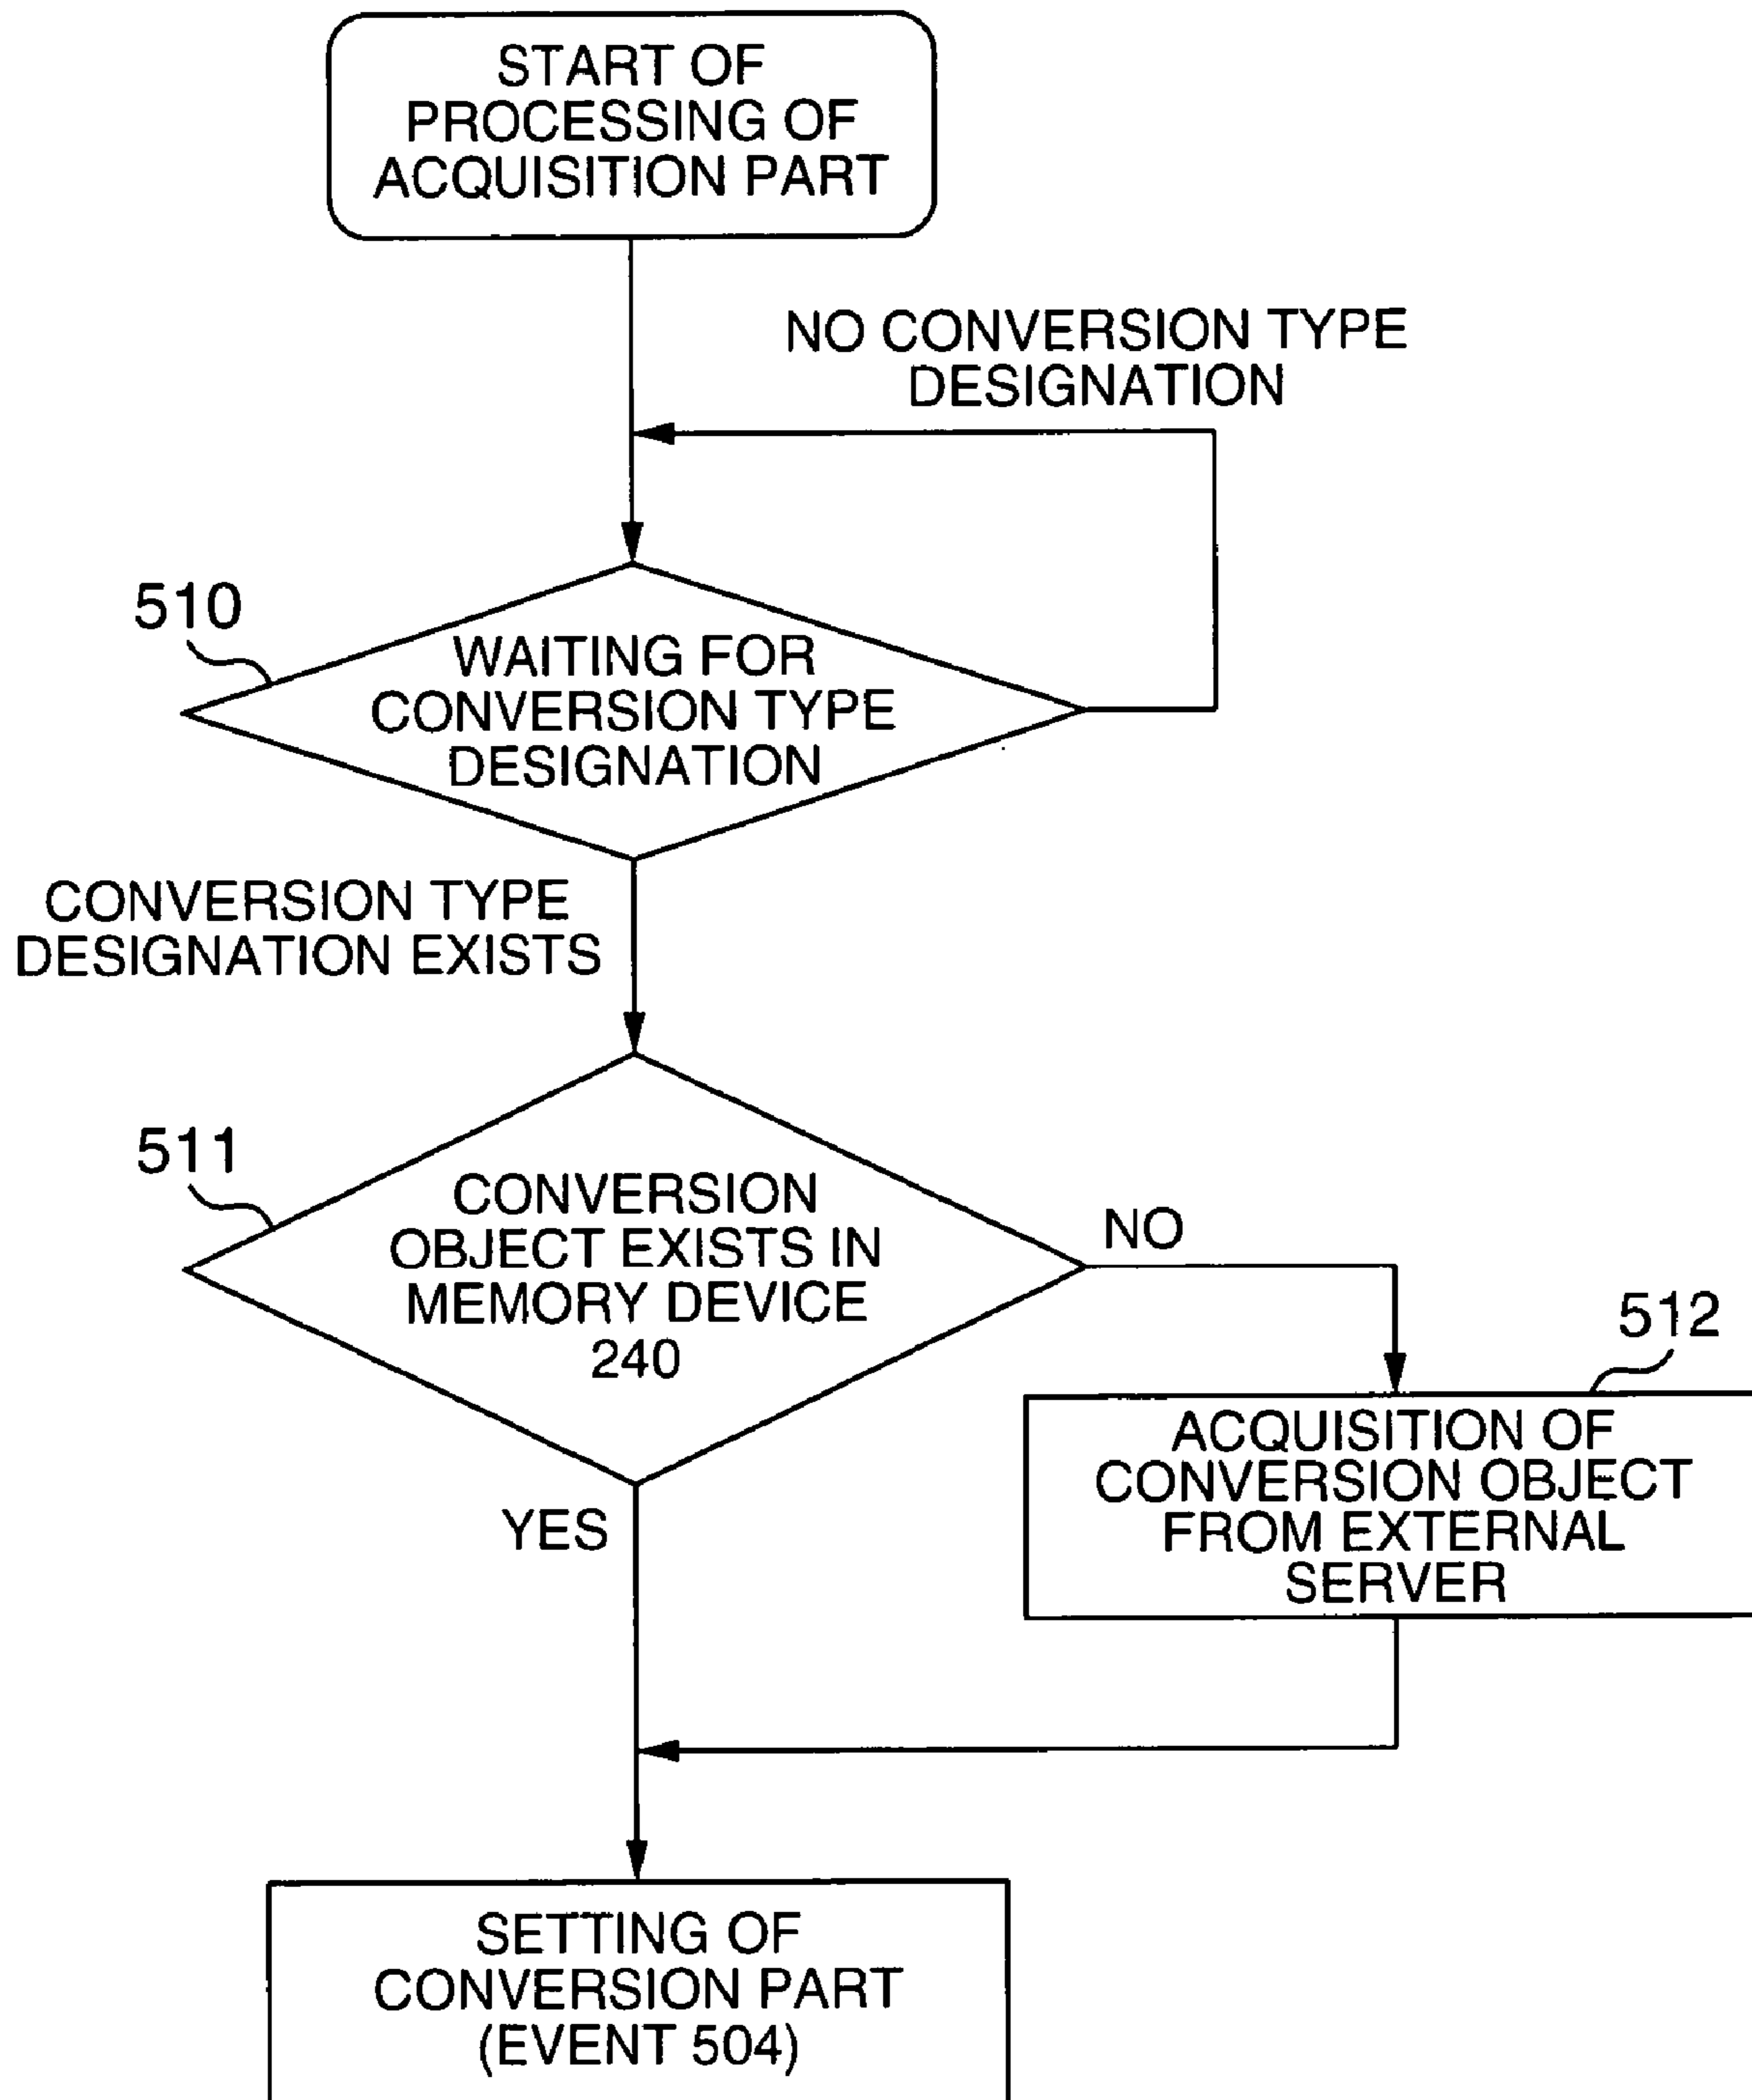 START OF
PROCESSING OF
ACQUISITION PART
NO CONVERSION TYPE
DESIGNATION
510
WAITING FOR
CONVERSION TYPE
DESIGNATION
CONVERSION TYPE
DESIGNATION EXISTS
511
CONVERSION
OBJECT EXISTS IN
MEMORY DEVICE
240
NO
512
ACQUISITION OF
CONVERSION OBJECT
FROM EXTERNAL
SERVER
YES
SETTING OF
CONVERSION PART
(EVENT 504)